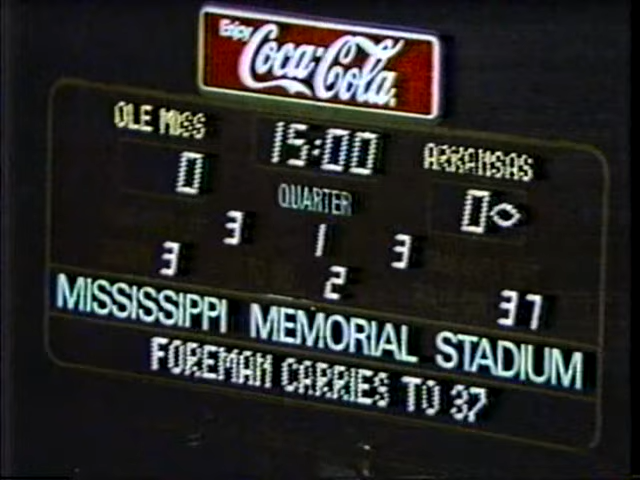 Enjoy
Coca-Cola
OLE MISS 15:00 ARKANSAS
0 QUARTER 0
3 1 3
3 2 37
MISSISSIPPI MEMORIAL STADIUM
FOREMAN CARRIES TO 37